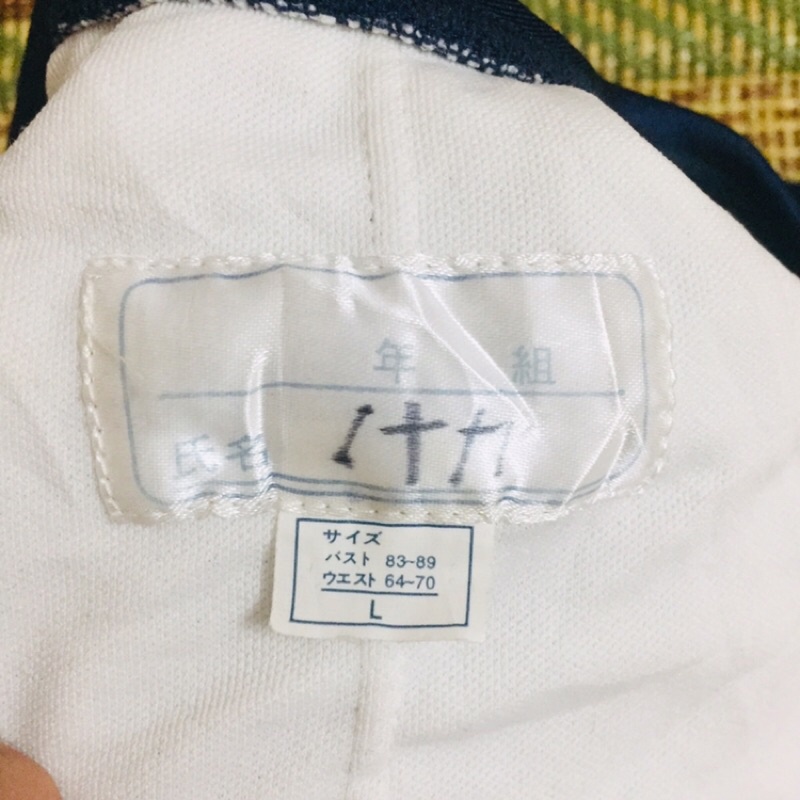 年 組
氏名
サイズ
バスト 83~89
ウエスト 64~70
L